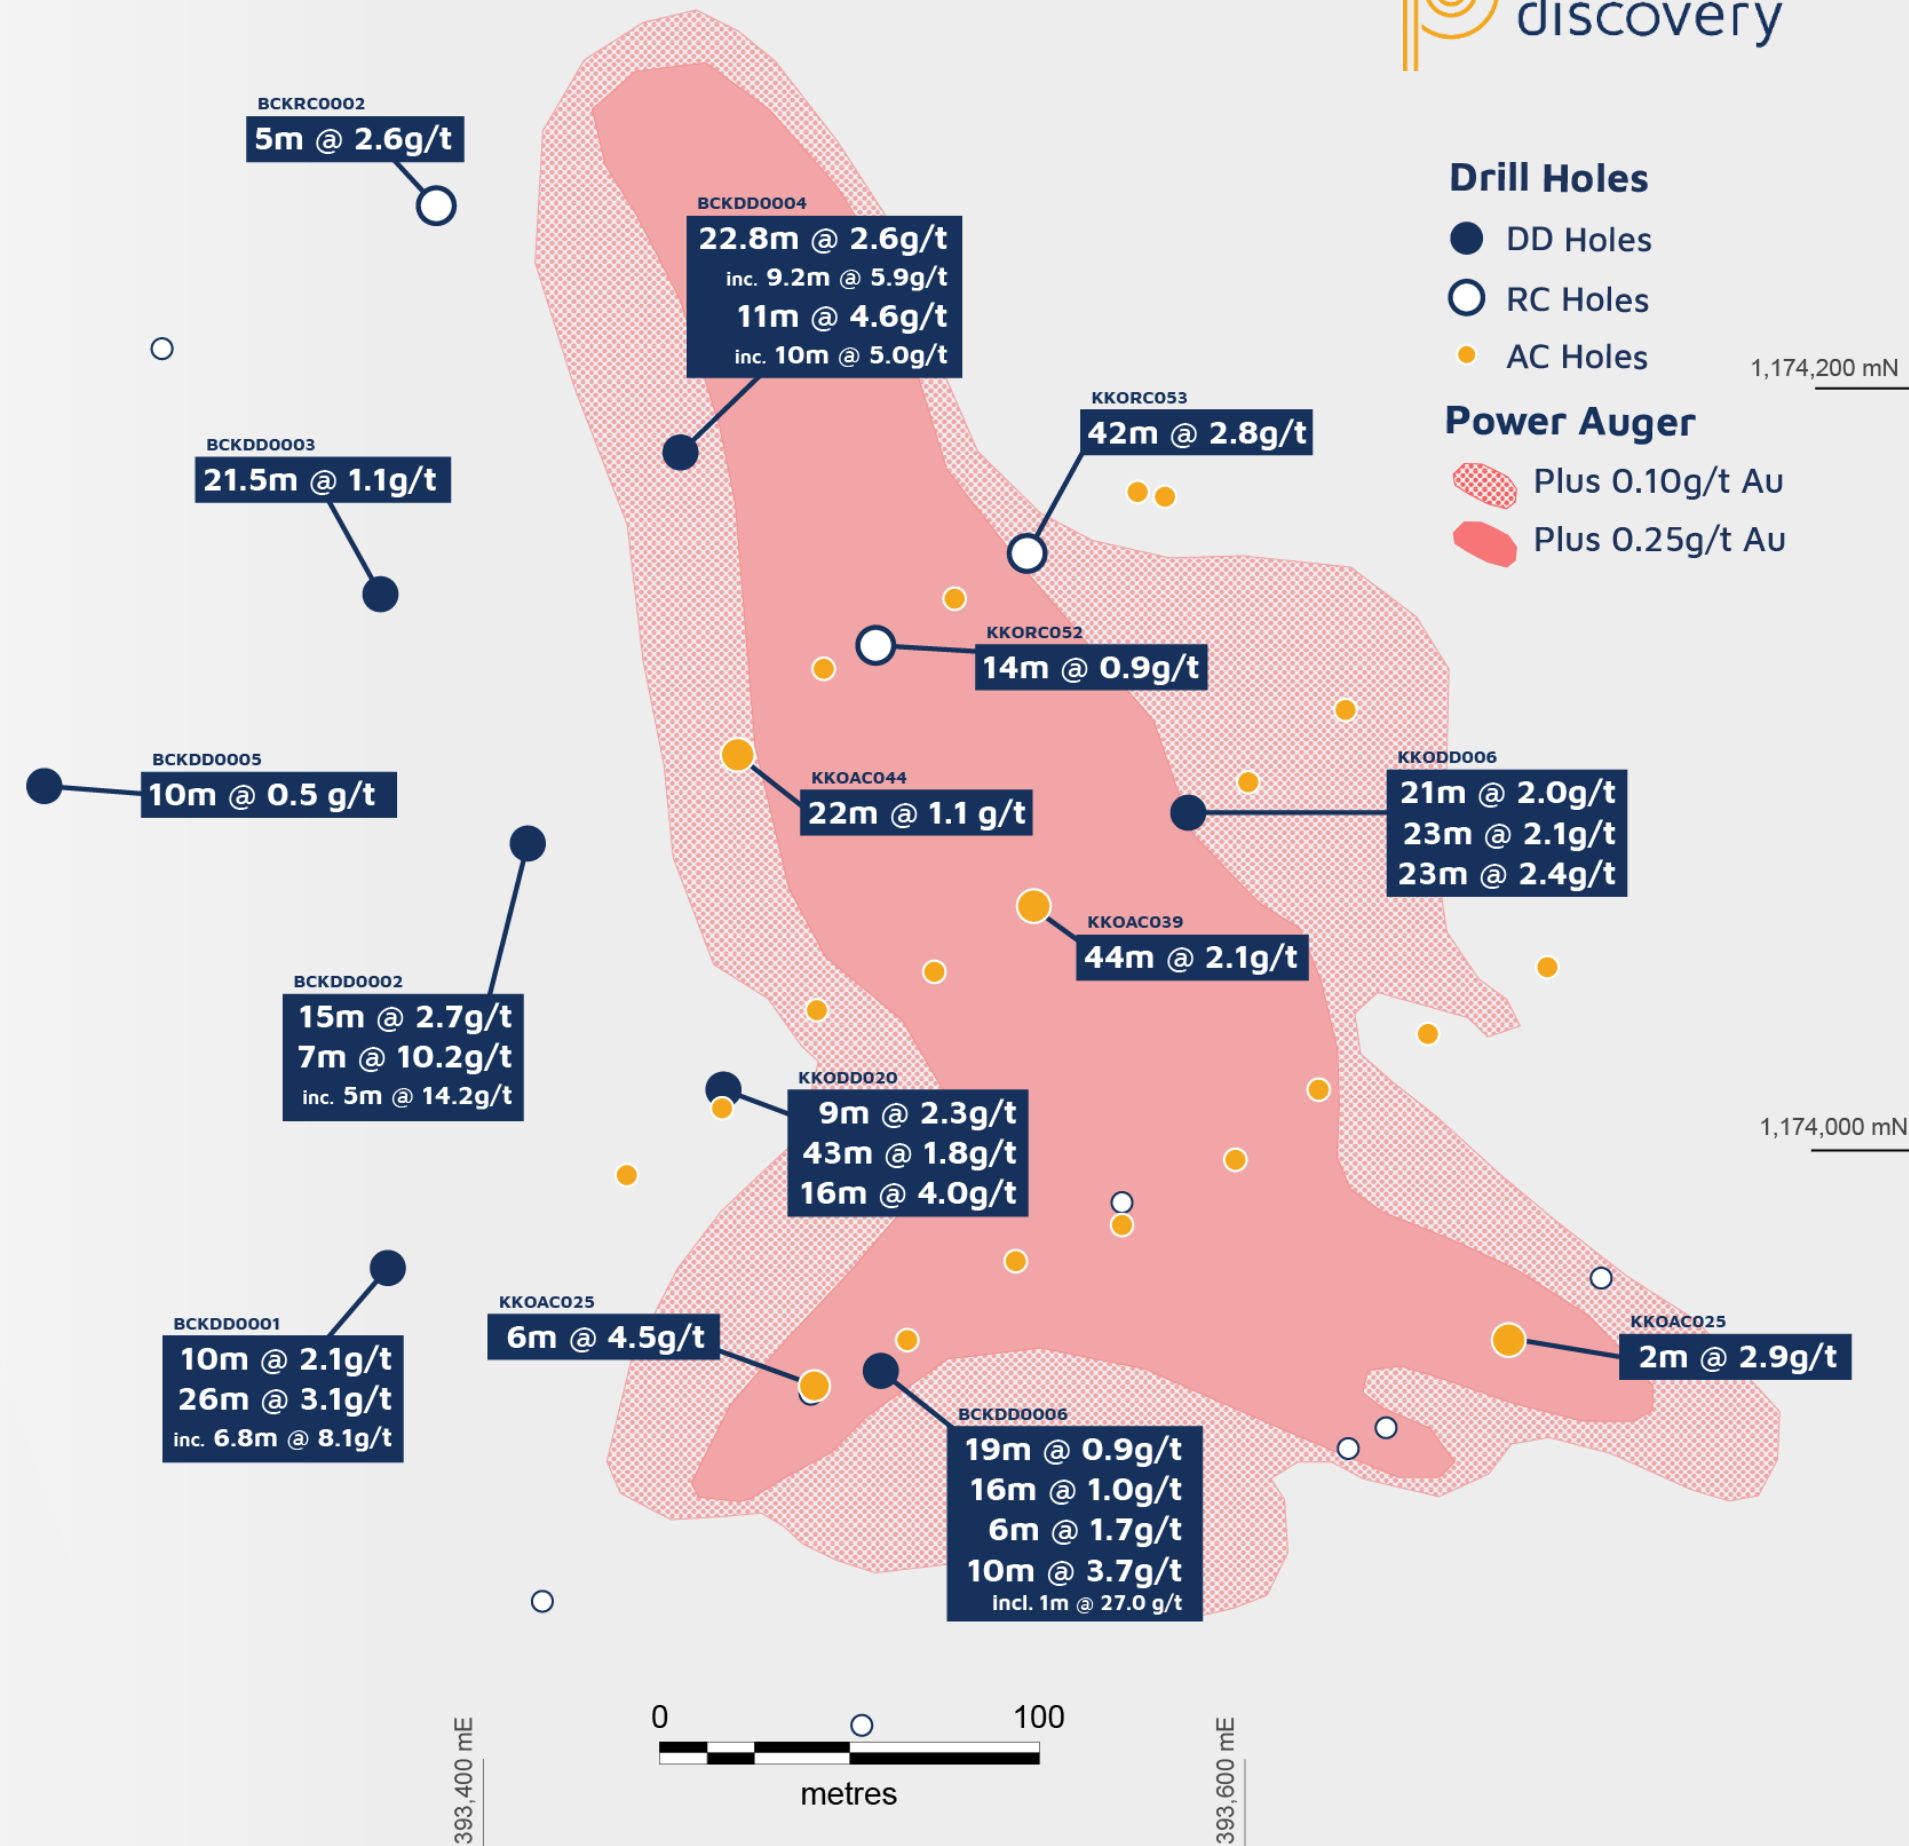 discovery
BCKRC0002
5m @ 2.6g/t
Drill Holes
DD Holes
RC Holes
AC Holes
1,174,200 mN
Power Auger
Plus 0.10g/t Au
Plus 0.25g/t Au
BCKDD0004
22.8m @ 2.6g/t
inc. 9.2m @ 5.9g/t
11m @ 4.6g/t
inc. 10m @ 5.0g/t
KKORC053
42m @ 2.8g/t
BCKDD0003
21.5m @ 1.1g/t
KKORC052
14m @ 0.9g/t
BCKDD0005
10m @ 0.5 g/t
KKOAC044
22m @ 1.1 g/t
KKODD006
21m @ 2.0g/t
23m @ 2.1g/t
23m @ 2.4g/t
KKOAC039
44m @ 2.1g/t
BCKDD0002
15m @ 2.7g/t
7m @ 10.2g/t
inc. 5m @ 14.2g/t
KKODD020
9m @ 2.3g/t
43m @ 1.8g/t
16m @ 4.0g/t
1,174,000 mN
BCKDD0001
10m @ 2.1g/t
26m @ 3.1g/t
inc. 6.8m @ 8.1g/t
KKOAC025
6m @ 4.5g/t
KKOAC025
2m @ 2.9g/t
BCKDD0006
19m @ 0.9g/t
16m @ 1.0g/t
6m @ 1.7g/t
10m @ 3.7g/t
incl. 1m @ 27.0 g/t
0 100
metres
393,400 mE
393,600 mE